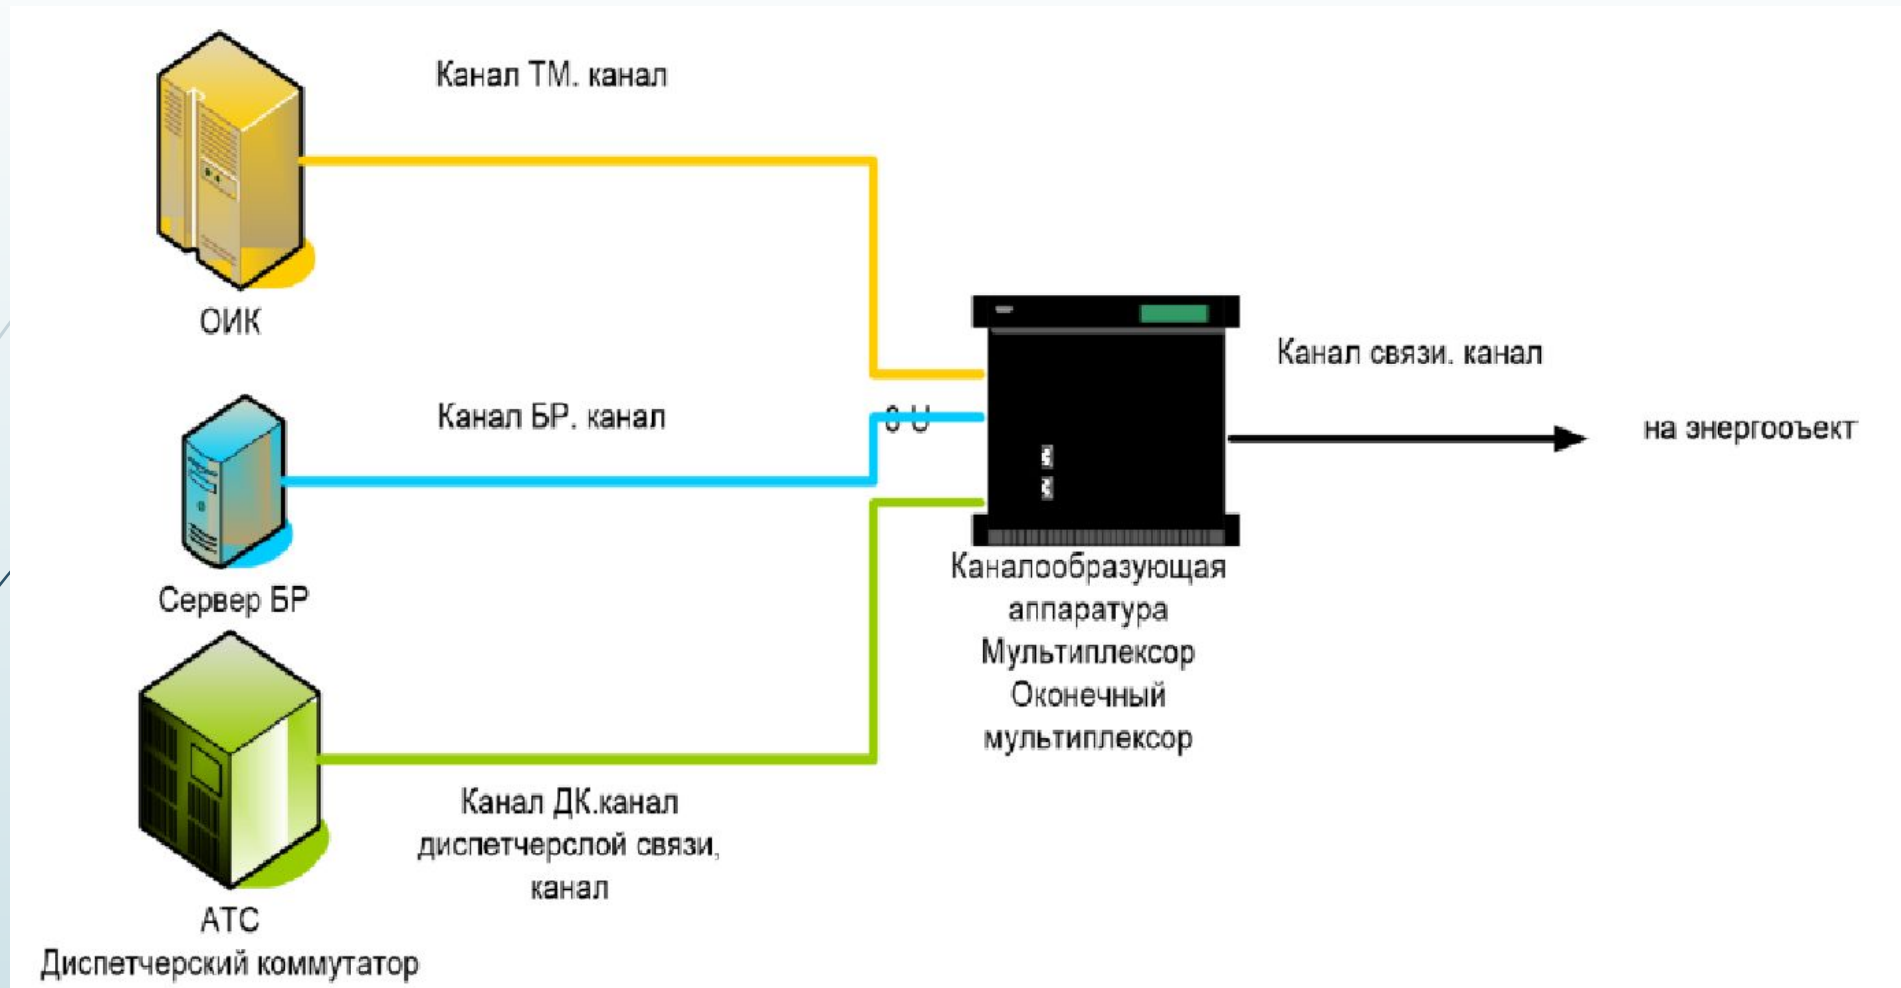 Канал ТМ. канал
ОИК
Канал БР. канал
Сервер БР
Канал ДК.канал
диспетчерслой связи,
канал
АТС
Диспетчерский коммутатор
Каналообразующая
аппаратура
Мультиплексор
Оконечный
мультиплексор
Канал связи. канал
на энергооъект